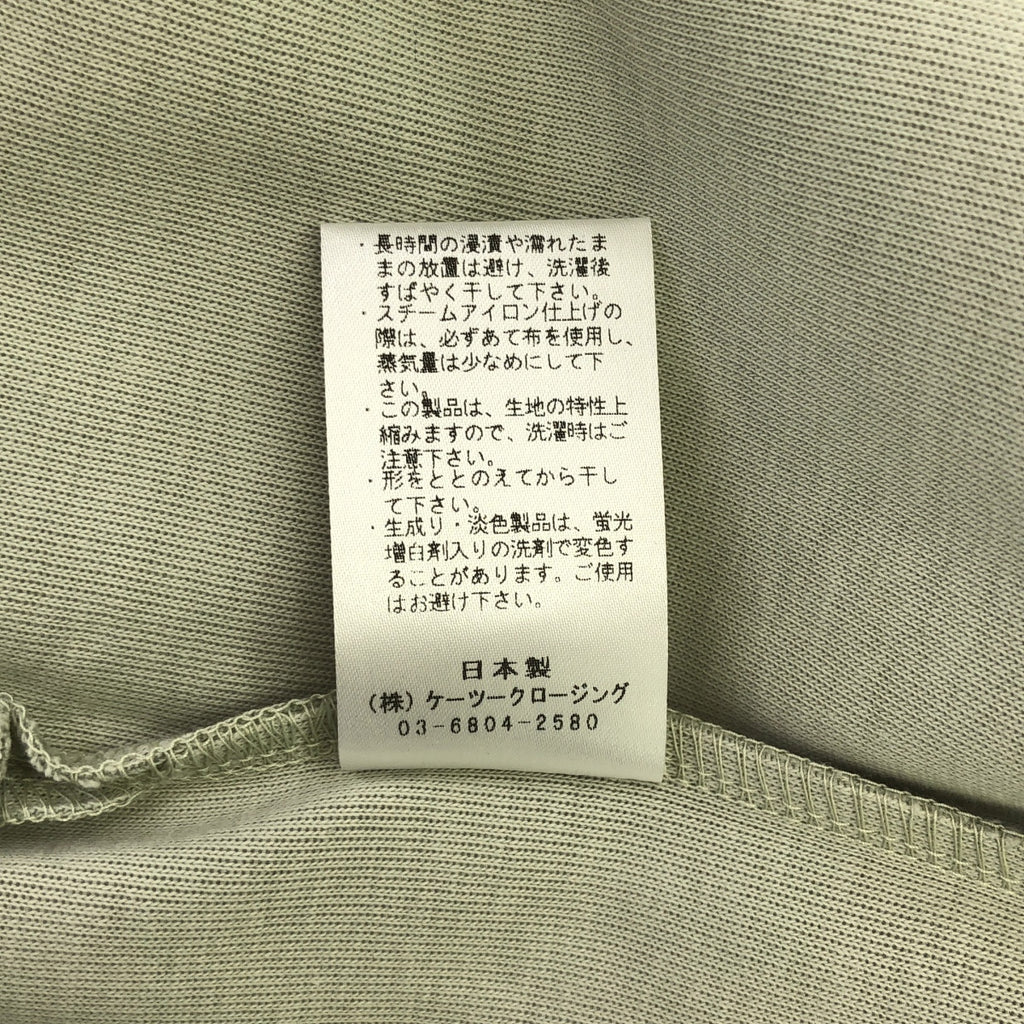 ・長時間の浸漬や濡れたま
まの放置は避け、洗濯後
すばやく干して下さい。
・スチームアイロン仕上げの
際は、必ずあて布を使用し、
蒸気量は少なめにして下
さい。
・この製品は、生地の特性上
縮みますので、洗濯時はご
注意下さい。
・形をととのえてから干し
て下さい。
・生成り・淡色製品は、蛍光
増白剤入りの洗剤で変色す
ることがあります。ご使用
はお避け下さい。
日本製
（株）ケーツークロージング
03-6804-2580